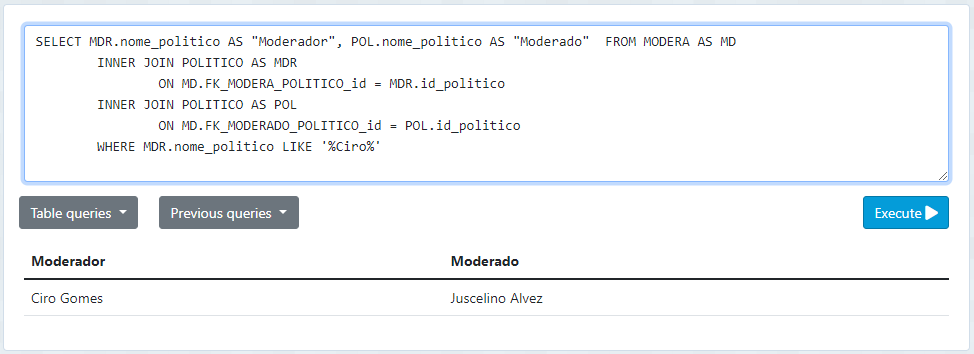 SELECT MDR.nome_politico AS "Moderador", POL.nome_politico AS "Moderado"  FROM MODERA AS MD
        INNER JOIN POLITICO AS MDR
                ON MD.FK_MODERA_POLITICO_id = MDR.id_politico
        INNER JOIN POLITICO AS POL
                ON MD.FK_MODERADO_POLITICO_id = POL.id_politico
        WHERE MDR.nome_politico LIKE '%Ciro%'
Table queries Previous queries Execute
Moderador Moderado
Ciro Gomes Juscelino Alvez